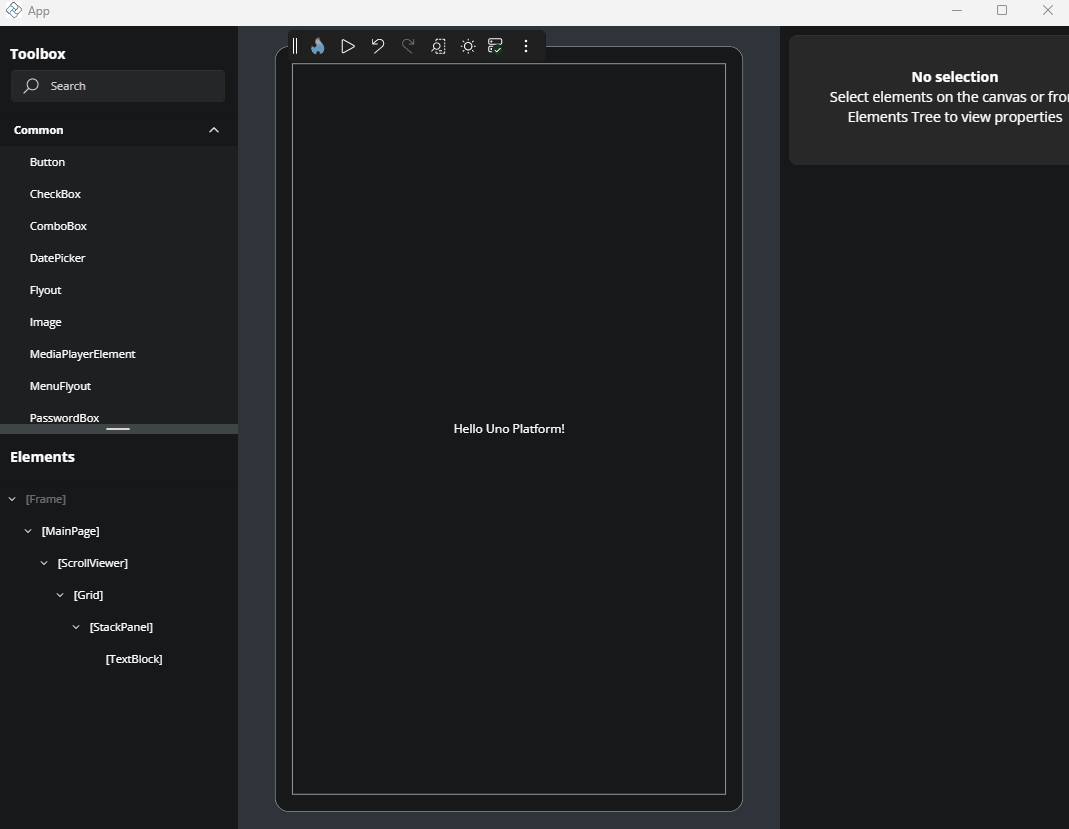 App
Toolbox
Search
Common
Button
CheckBox
ComboBox
DatePicker
Flyout
Image
MediaPlayerElement
MenuFlyout
PasswordBox
Elements
[Frame]
[MainPage]
[ScrollViewer]
[Grid]
[StackPanel]
[TextBlock]
Hello Uno Platform!
No selection
Select elements on the canvas or fro
Elements Tree to view properties